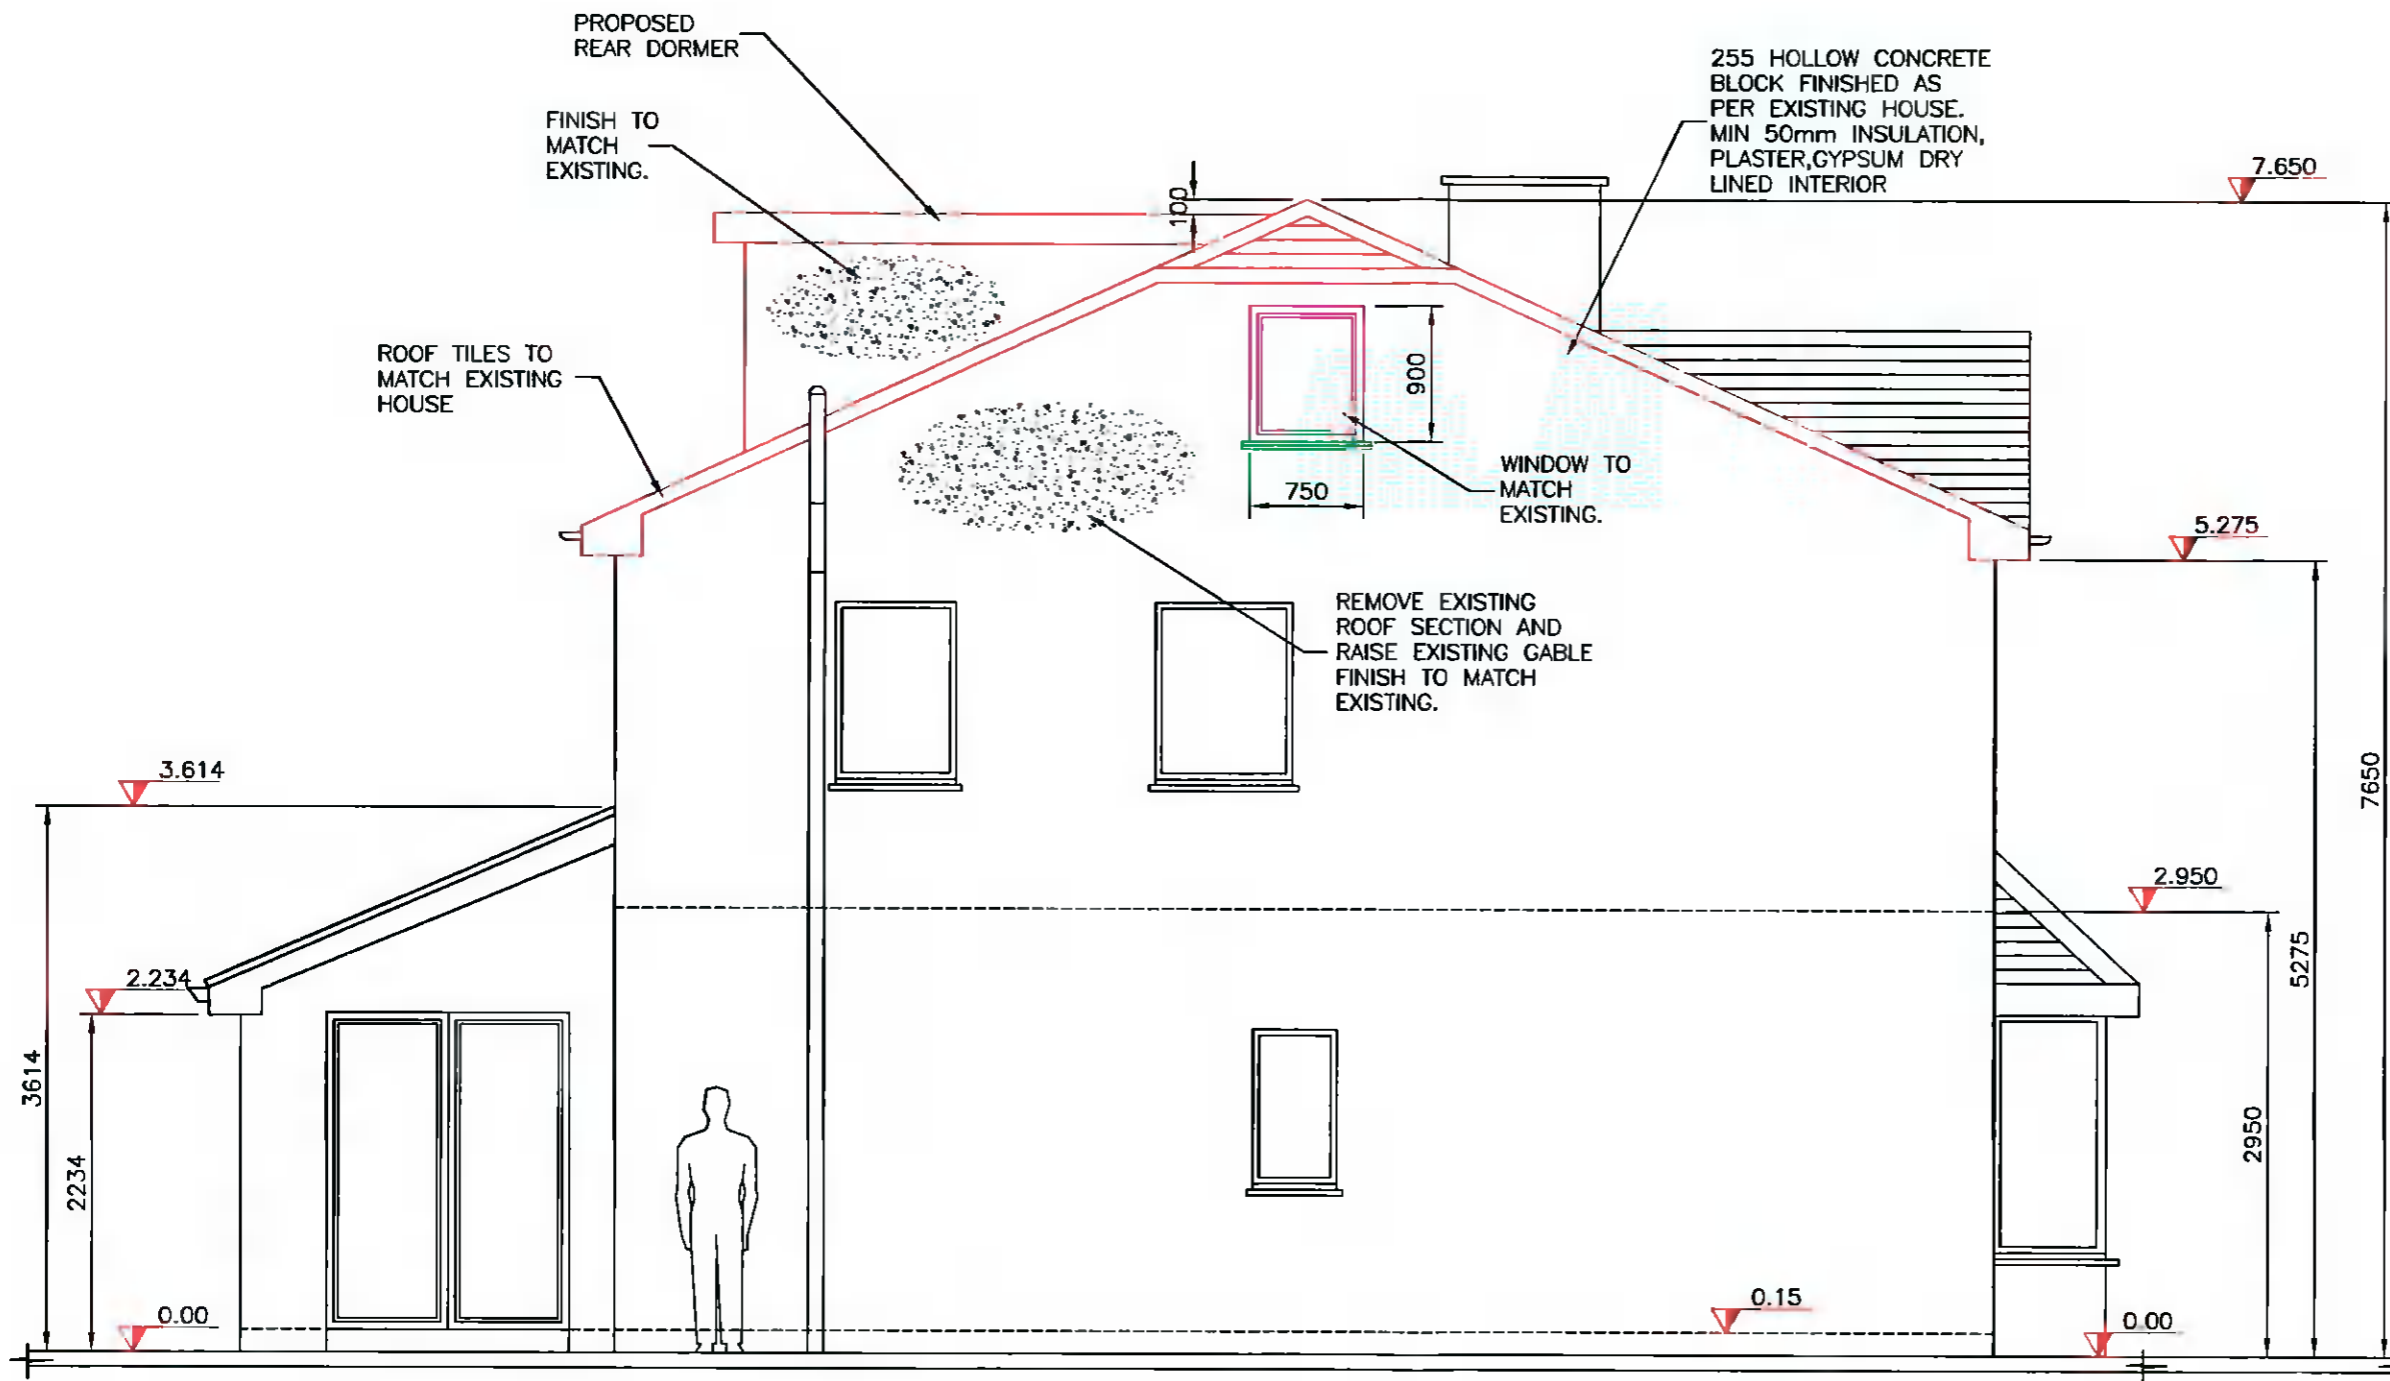 PROPOSED
REAR DORMER
FINISH TO
MATCH
EXISTING.
ROOF TILES TO
MATCH EXISTING
HOUSE
255 HOLLOW CONCRETE
BLOCK FINISHED AS
PER EXISTING HOUSE.
MIN 50mm INSULATION,
PLASTER,GYPSUM DRY
LINED INTERIOR
7.650
100
900
750
WINDOW TO
MATCH
EXISTING.
5.275
REMOVE EXISTING
ROOF SECTION AND
RAISE EXISTING GABLE
FINISH TO MATCH
EXISTING.
3.614
7650
2.950
2.234
5275
3614
2234
2950
0.00
0.15
0.00